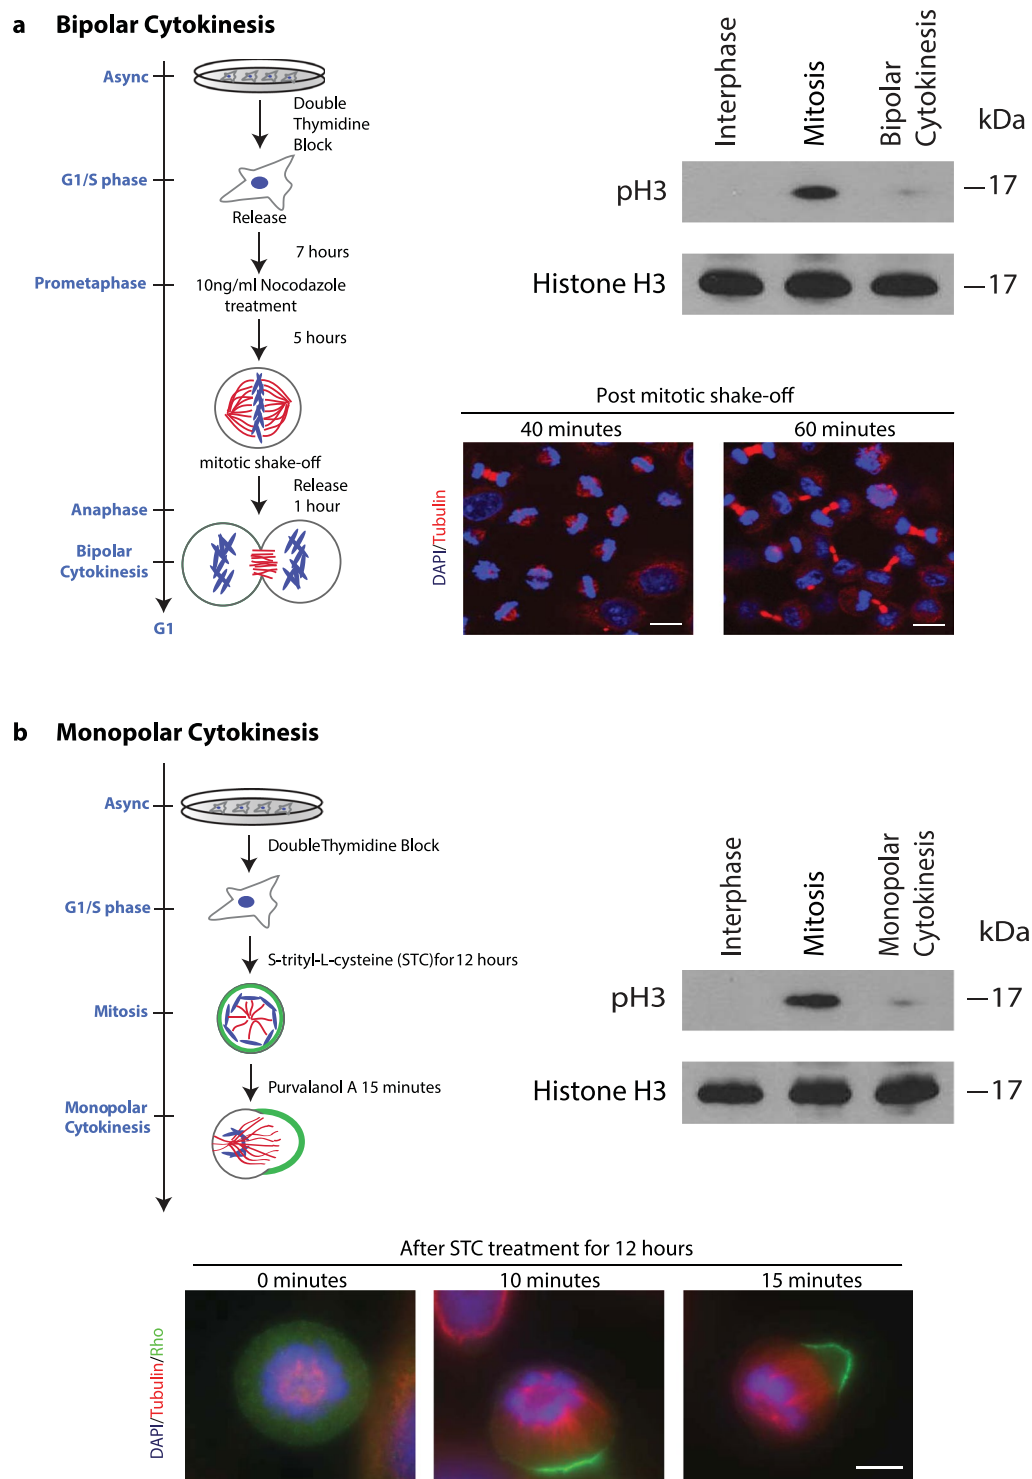 a Bipolar Cytokinesis
Async
Double
Thymidine
Block
G1/S phase
Release
7 hours
Prometaphase
10ng/ml Nocodazole
treatment
5 hours
mitotic shake-off
Release
1 hour
Anaphase
Bipolar
Cytokinesis
G1
Interphase
Mitosis
Bipolar
Cytokinesis
kDa
pH3
17
Histone H3
17
Post mitotic shake-off
40 minutes
60 minutes
DAPI/Tubulin
b Monopolar Cytokinesis
Async
DoubleThymidine Block
G1/S phase
S-trityl-L-cysteine (STC)for 12 hours
Mitosis
Purvalanol A 15 minutes
Monopolar
Cytokinesis
Interphase
Mitosis
Monopolar
Cytokinesis
kDa
pH3
17
Histone H3
17
After STC treatment for 12 hours
0 minutes
10 minutes
15 minutes
DAPI/Tubulin/Rho